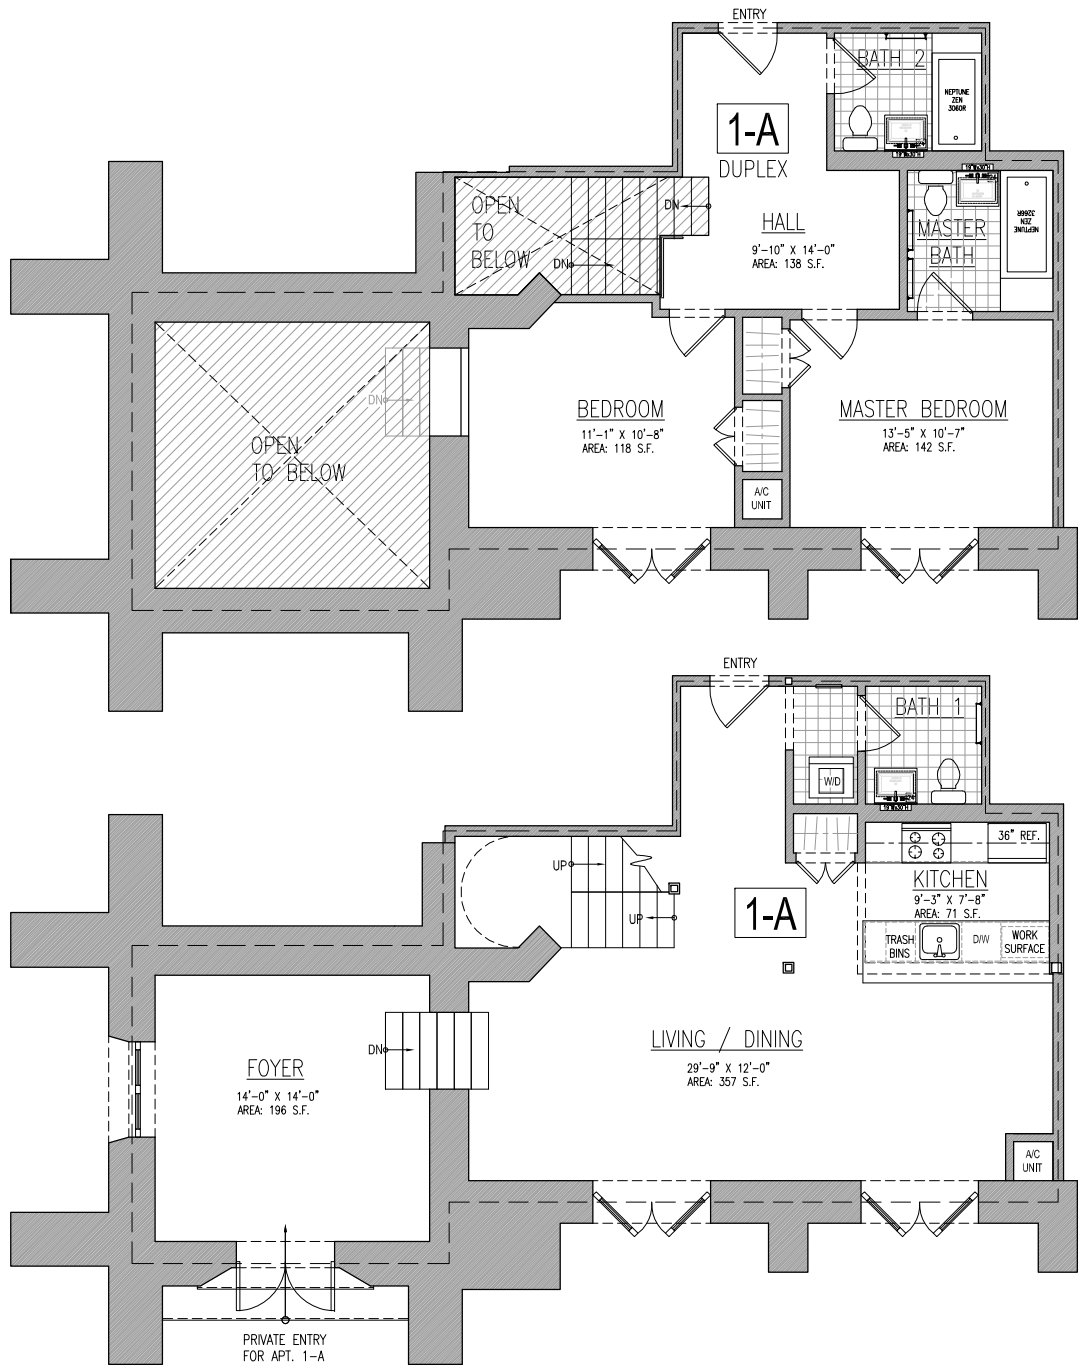 ENTRY
BATH 2
NEPTUNE
ZEN
3060R
1-A
DUPLEX
OPEN
TO
BELOW
DN
DN
HALL
9'-10" X 14'-0"
AREA: 138 S.F.
MASTER
BATH
NEPTUNE
ZEN
3266R
DN
OPEN
TO BELOW
BEDROOM
11'-1" X 10'-8"
AREA: 118 S.F.
MASTER BEDROOM
13'-5" X 10'-7"
AREA: 142 S.F.
A/C
UNIT
ENTRY
BATH 1
W/D
36" REF.
UP
UP
1-A
KITCHEN
9'-3" X 7'-8"
AREA: 71 S.F.
TRASH
BINS
D/W
WORK
SURFACE
LIVING / DINING
29'-9" X 12'-0"
AREA: 357 S.F.
DN
FOYER
14'-0" X 14'-0"
AREA: 196 S.F.
A/C
UNIT
PRIVATE ENTRY
FOR APT. 1-A